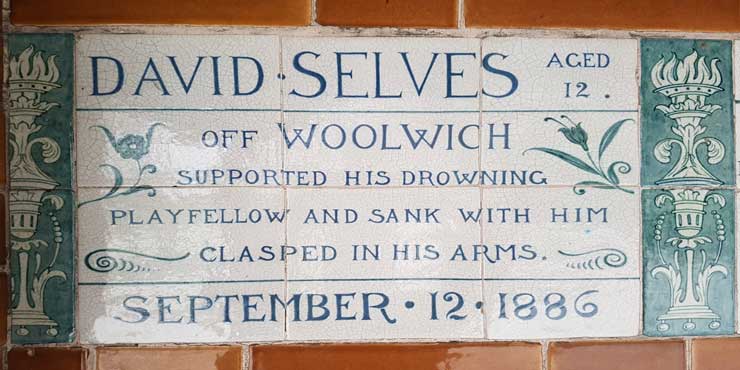 DAVID · SELVES AGED 12 .
OFF WOOLWICH
SUPPORTED HIS DROWNING
PLAYFELLOW AND SANK WITH HIM
CLASPED IN HIS ARMS.
SEPTEMBER · 12 · 1886